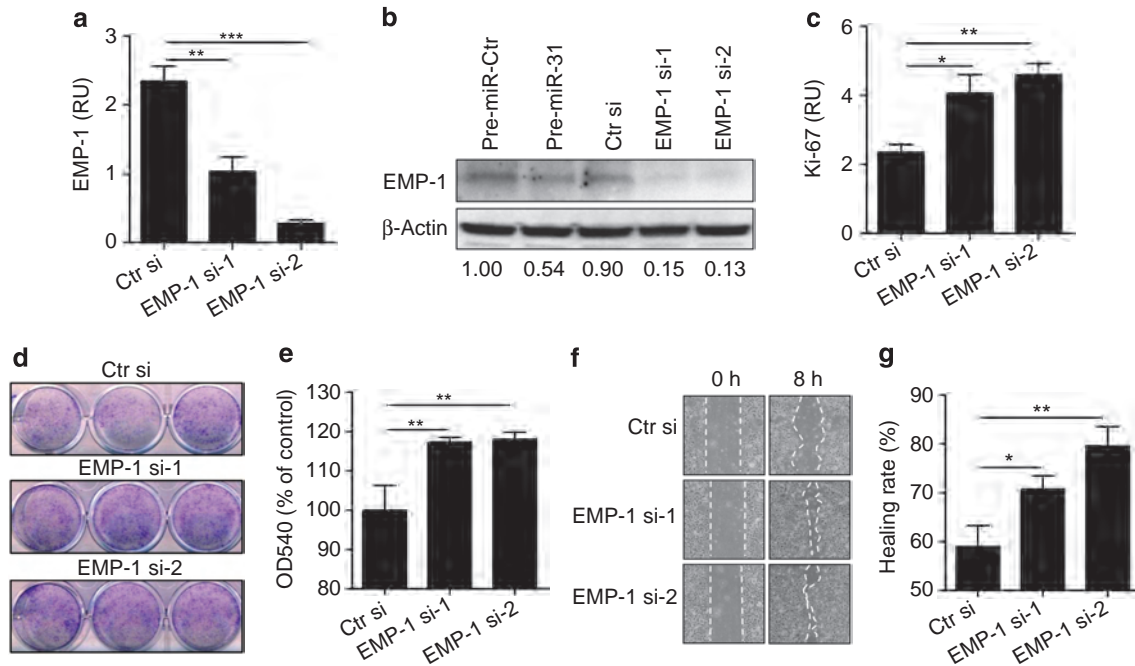 a
EMP-1 (RU)
3
2
1
0
***
**
Ctr si
EMP-1 si-1
EMP-1 si-2
b
Pre-miR-Ctr
Pre-miR-31
Ctr si
EMP-1 si-1
EMP-1 si-2
EMP-1
β-Actin
1.00 0.54 0.90 0.15 0.13
c
Ki-67 (RU)
6
4
2
0
**
*
Ctr si
EMP-1 si-1
EMP-1 si-2
d
Ctr si
EMP-1 si-1
EMP-1 si-2
e
OD540 (% of control)
130
120
110
100
90
80
**
**
Ctr si
EMP-1 si-1
EMP-1 si-2
f
0 h 8 h
Ctr si
EMP-1 si-1
EMP-1 si-2
g
Healing rate (%)
90
80
70
60
50
**
*
Ctr si
EMP-1 si-1
EMP-1 si-2